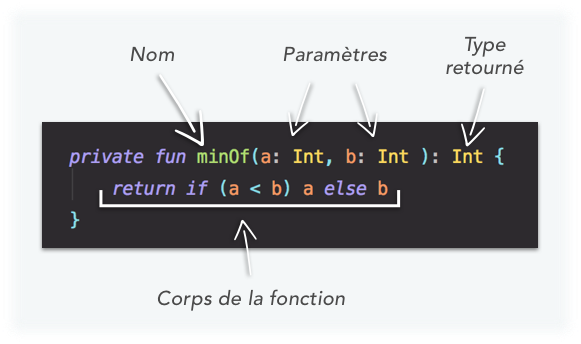 Nom
Paramètres
Type
retourné
private fun minOf(a: Int, b: Int ): Int {
return if (a < b) a else b
}
Corps de la fonction